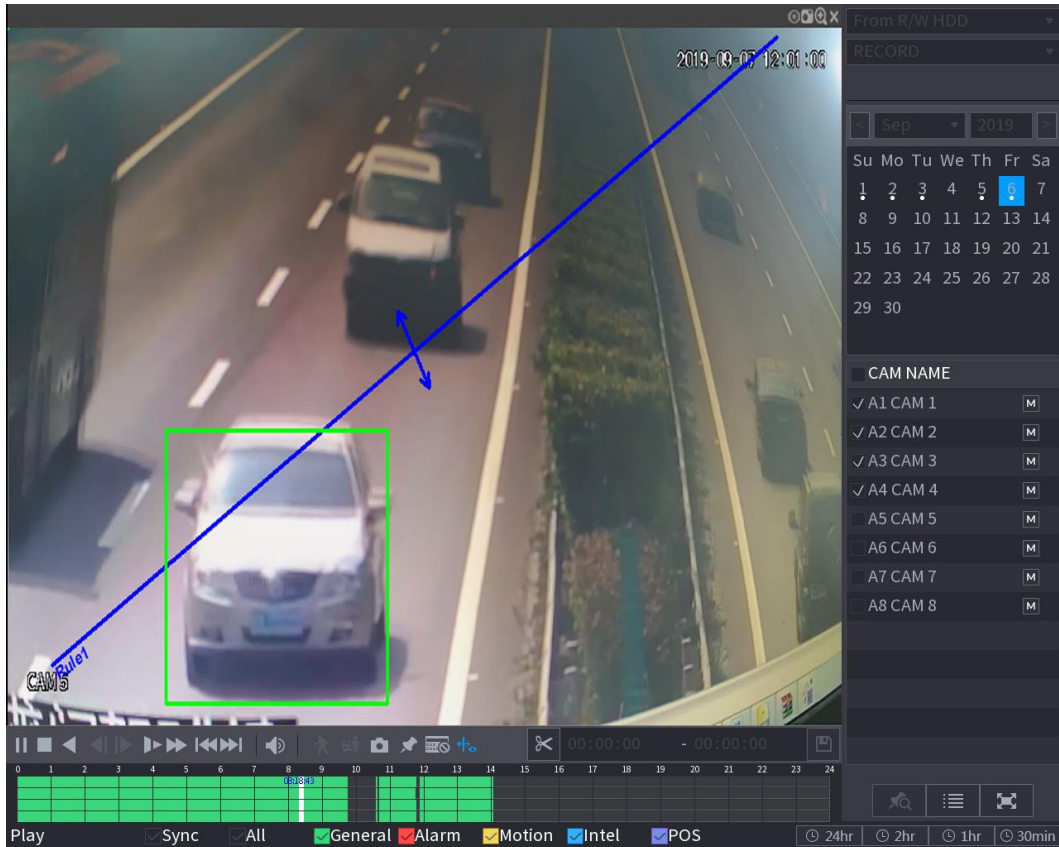 From R/W HDD
RECORD
2019-09-07 12:01:00
< Sep 2019 >
Su Mo Tu We Th Fr Sa
1 2 3 4 5 6 7
8 9 10 11 12 13 14
15 16 17 18 19 20 21
22 23 24 25 26 27 28
29 30
CAM NAME
A1 CAM 1 M
A2 CAM 2 M
A3 CAM 3 M
A4 CAM 4 M
A5 CAM 5 M
A6 CAM 6 M
A7 CAM 7 M
A8 CAM 8 M
Rule1
CAM5
00:00:00 - 00:00:00
0 1 2 3 4 5 6 7 8 9 10 11 12 13 14 15 16 17 18 19 20 21 22 23 24
08:18:43
Play Sync All General Alarm Motion Intel POS 24hr 2hr 1hr 30min